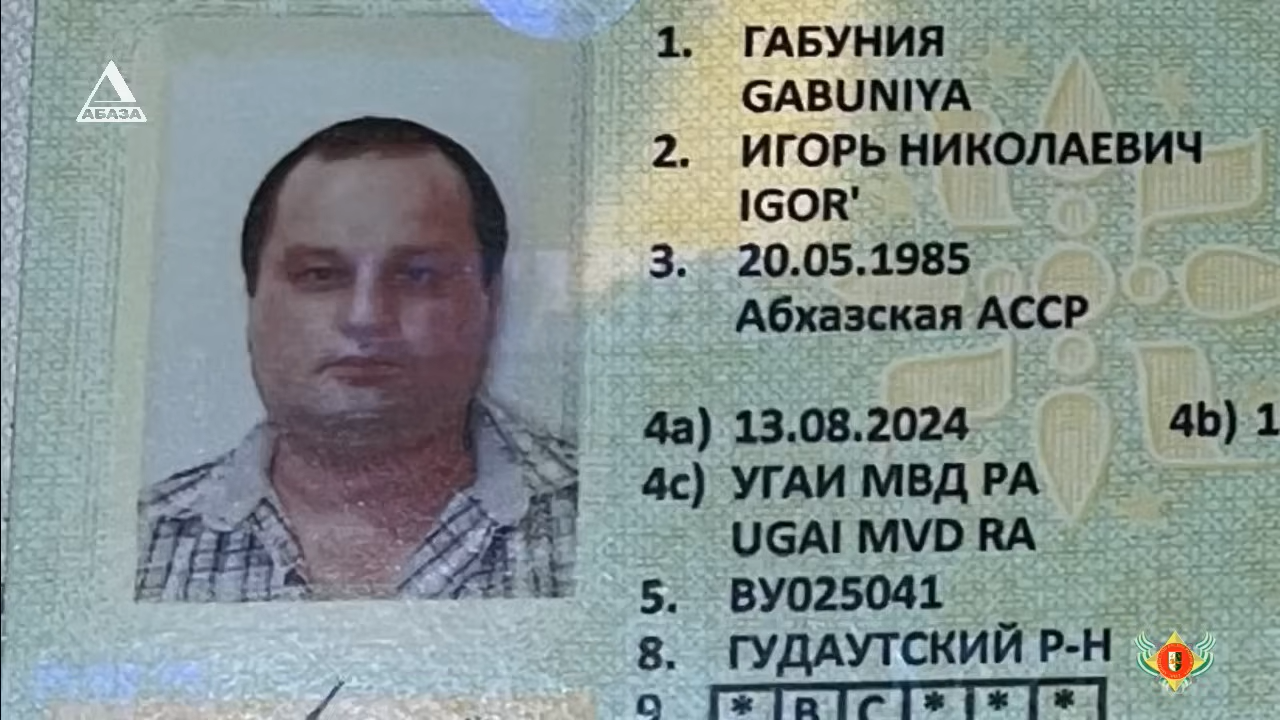 АБАЗА
1. ГАБУНИЯ
GABUNIYA
2. ИГОРЬ НИКОЛАЕВИЧ
IGOR'
3. 20.05.1985
Абхазская АССР
4a) 13.08.2024 4b) 1
4c) УГАИ МВД РА
UGAI MVD RA
5. ВУ025041
8. ГУДАУТСКИЙ Р-Н
9 * B C * * *